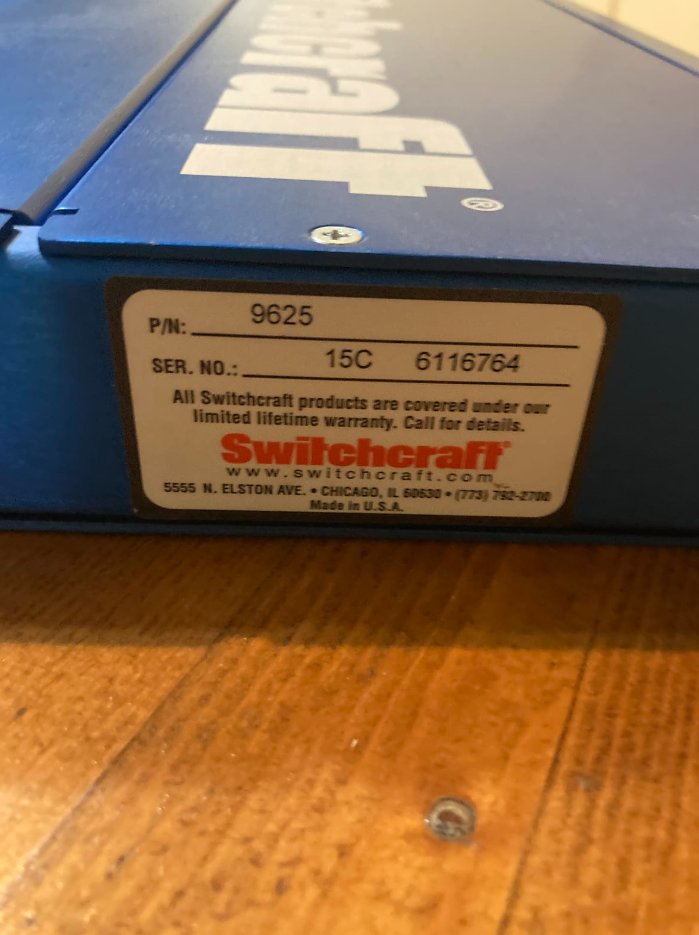 tchcraft®
P/N: 9625
SER. NO.: 15C 6116764
All Switchcraft products are covered under our
limited lifetime warranty. Call for details.
Switchcraft®
www.switchcraft.com
5555 N. ELSTON AVE. • CHICAGO, IL 60630 • (773) 792-2700
Made in U.S.A.